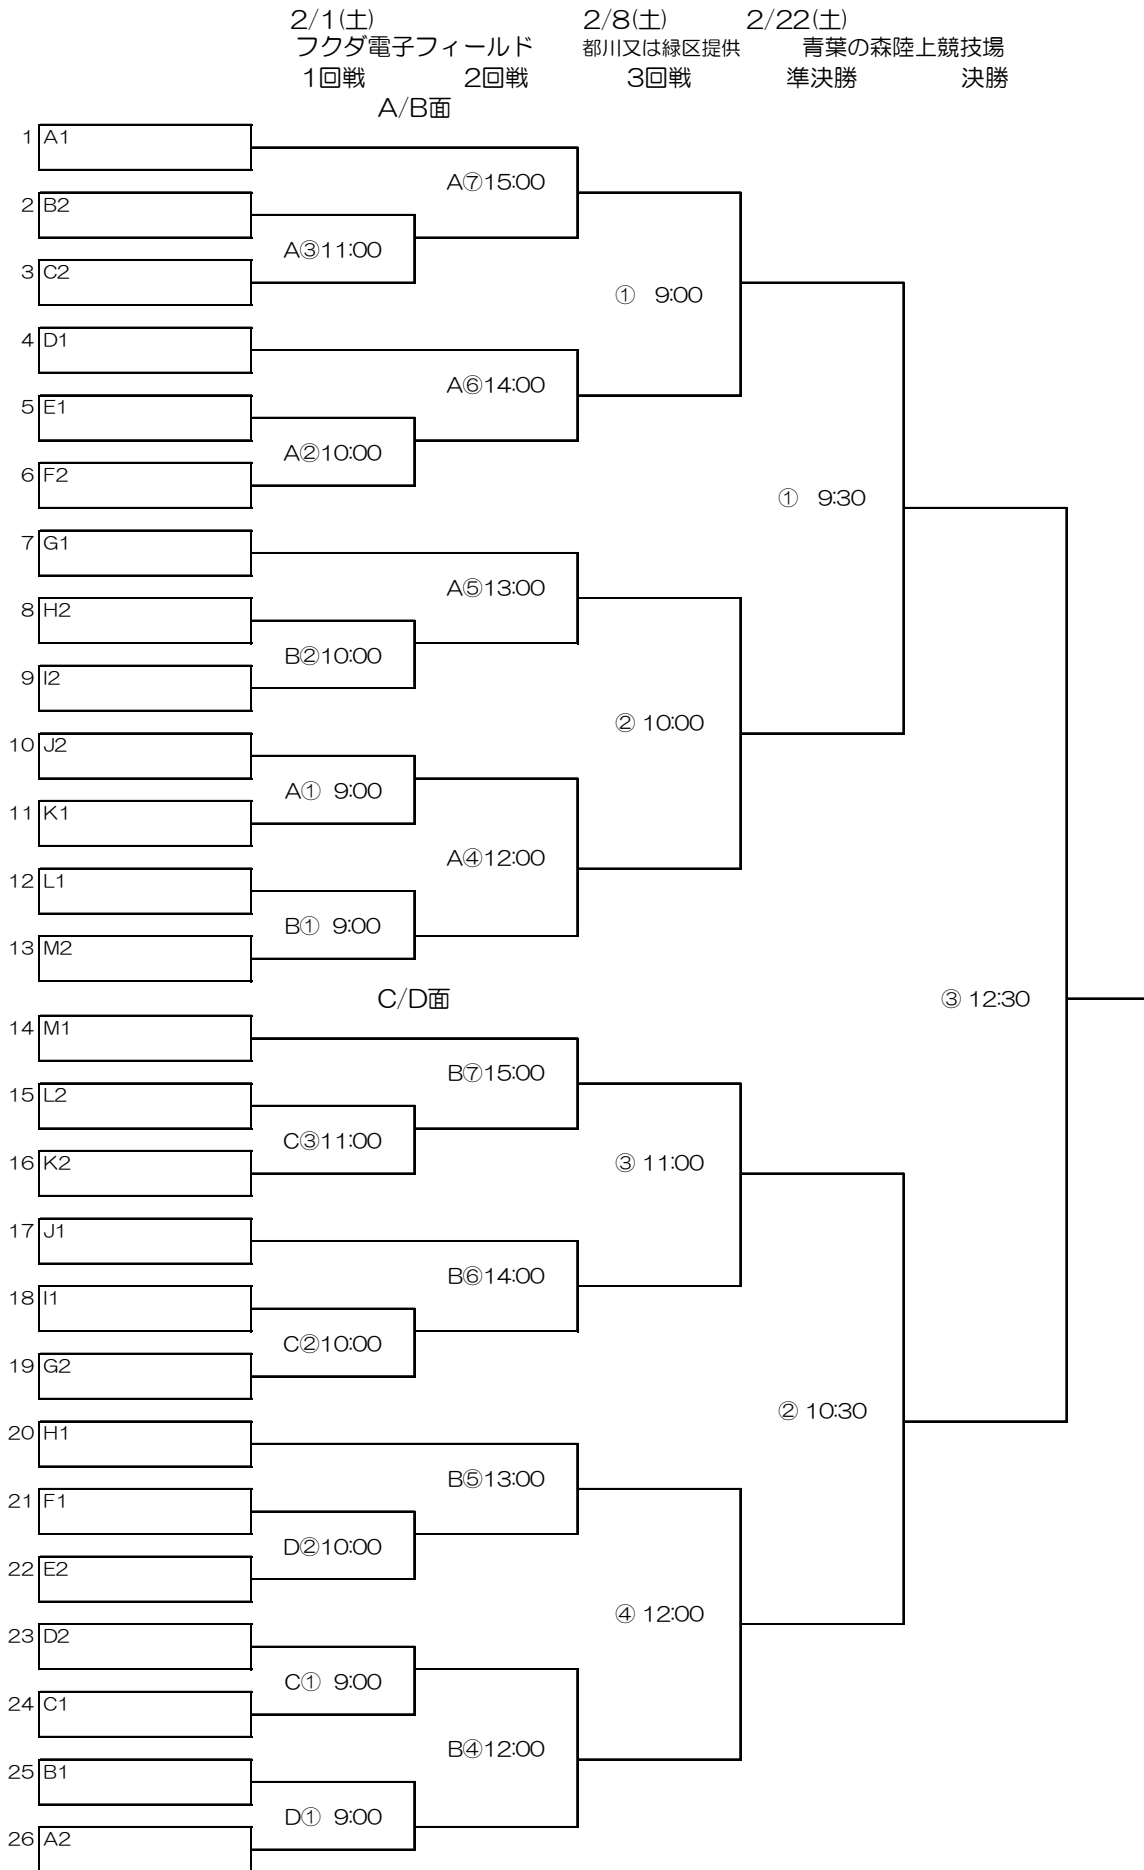 2/1(土) 2/8(土) 2/22(土)
フクダ電子フィールド 都川又は緑区提供 青葉の森陸上競技場
1回戦 2回戦 3回戦 準決勝 決勝
A/B面
1 A1
A⑦15:00
2 B2
A③11:00
3 C2
① 9:00
4 D1
A⑥14:00
5 E1
A②10:00
6 F2
① 9:30
7 G1
A⑤13:00
8 H2
B②10:00
9 I2
② 10:00
10 J2
A① 9:00
11 K1
A④12:00
12 L1
B① 9:00
13 M2
C/D面
③ 12:30
14 M1
B⑦15:00
15 L2
C③11:00
16 K2
③ 11:00
17 J1
B⑥14:00
18 I1
C②10:00
19 G2
② 10:30
20 H1
B⑤13:00
21 F1
D②10:00
22 E2
④ 12:00
23 D2
C① 9:00
24 C1
B④12:00
25 B1
D① 9:00
26 A2